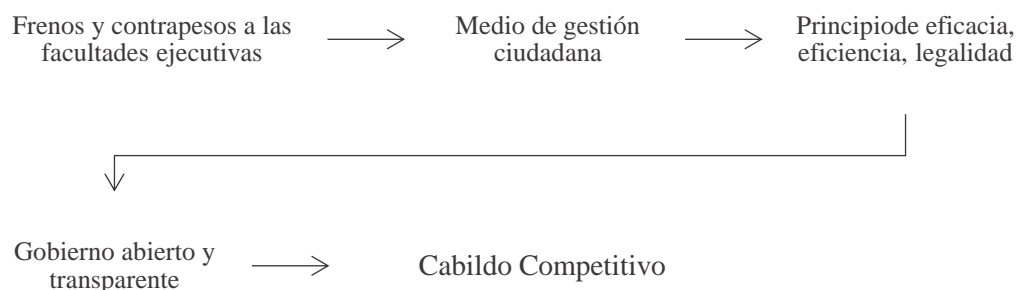 Frenos y contrapesos a las
facultades ejecutivas
Medio de gestión
ciudadana
Principiode eficacia,
eficiencia, legalidad
Gobierno abierto y
transparente
Cabildo Competitivo